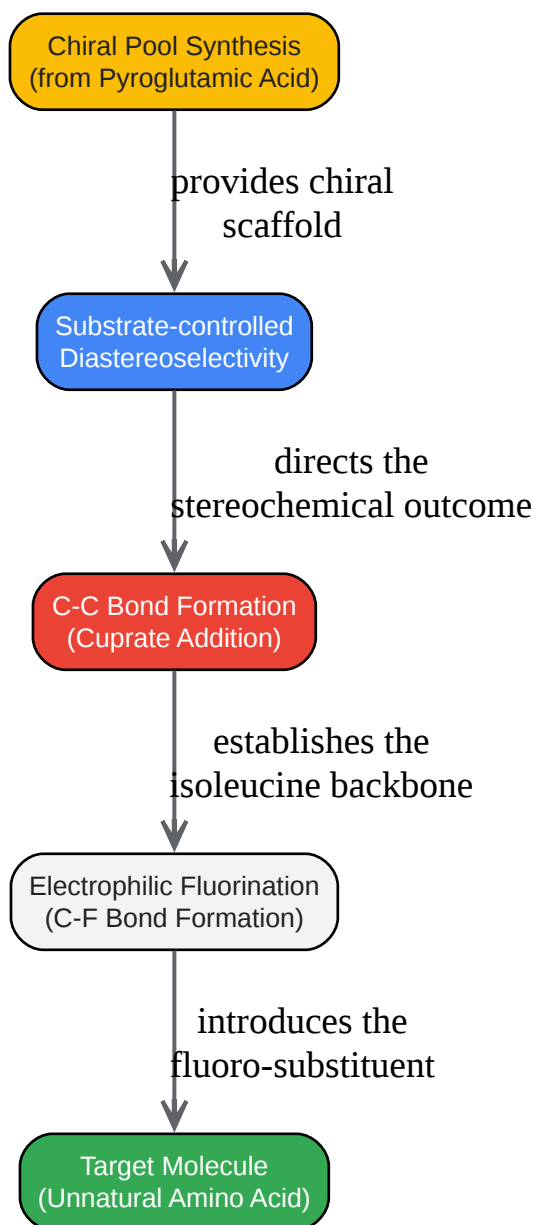 Chiral Pool Synthesis
(from Pyroglutamic Acid)
provides chiral
scaffold
Substrate-controlled
Diastereoselectivity
directs the
stereochemical outcome
C-C Bond Formation
(Cuprate Addition)
establishes the
isoleucine backbone
Electrophilic Fluorination
(C-F Bond Formation)
introduces the
fluoro-substituent
Target Molecule
(Unnatural Amino Acid)